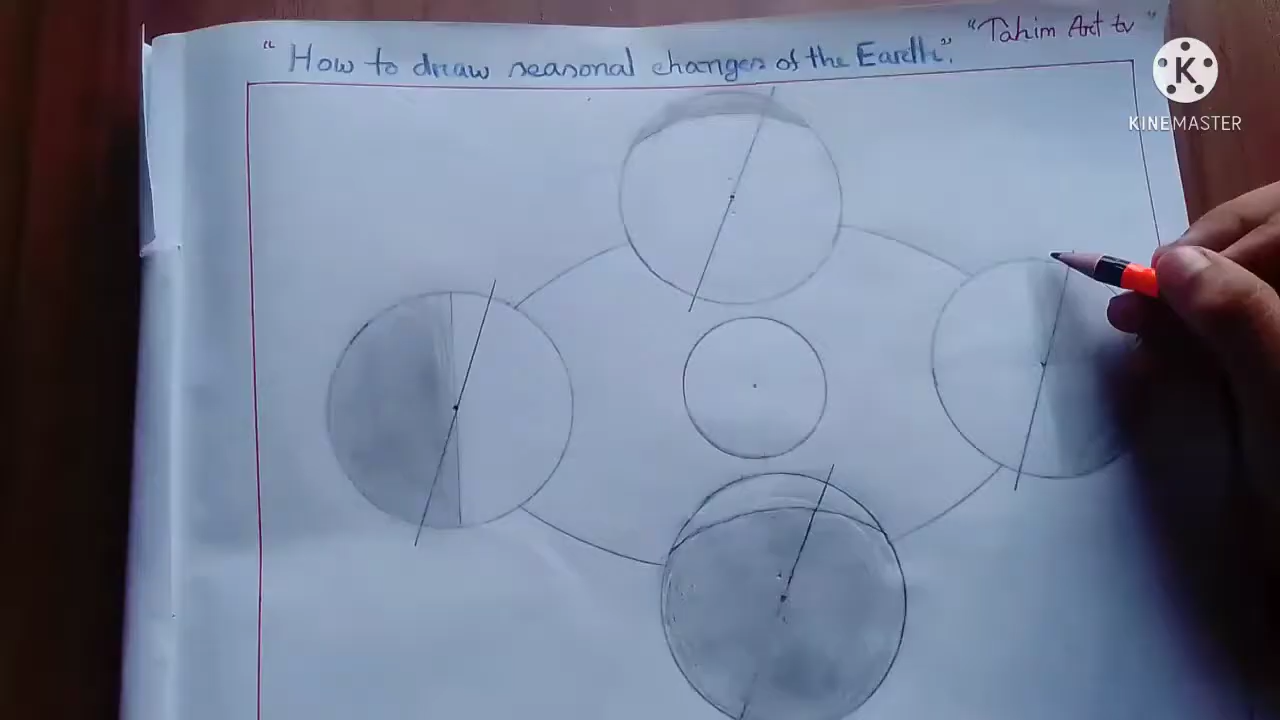 "How to draw seasonal changes of the Earth."
"Tahim Art tv"
KINEMASTER